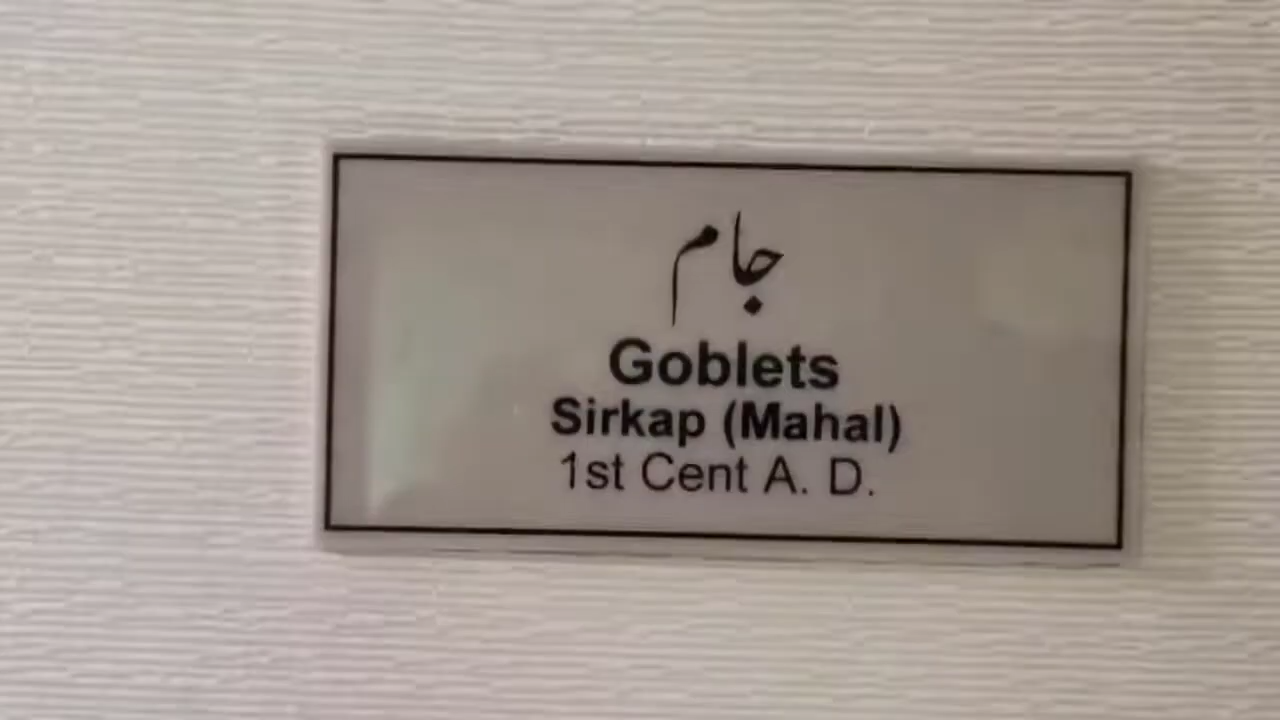 جام
Goblets
Sirkap (Mahal)
1st Cent A. D.